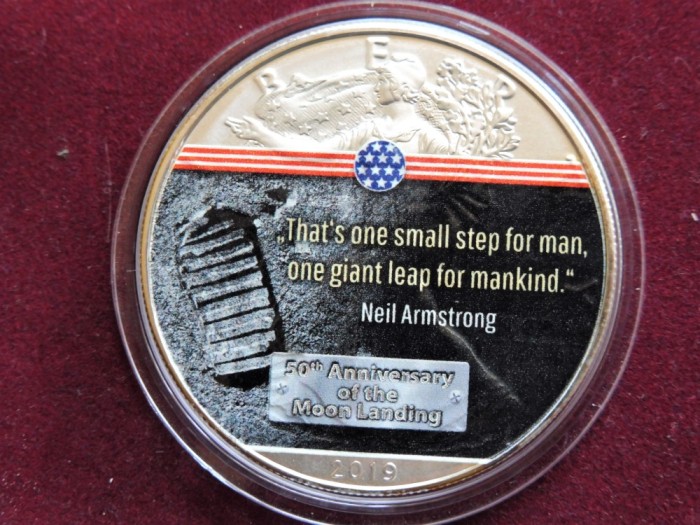 B E R
„That's one small step for man,
one giant leap for mankind.“
Neil Armstrong
50th Anniversary
of the
Moon Landing
2019